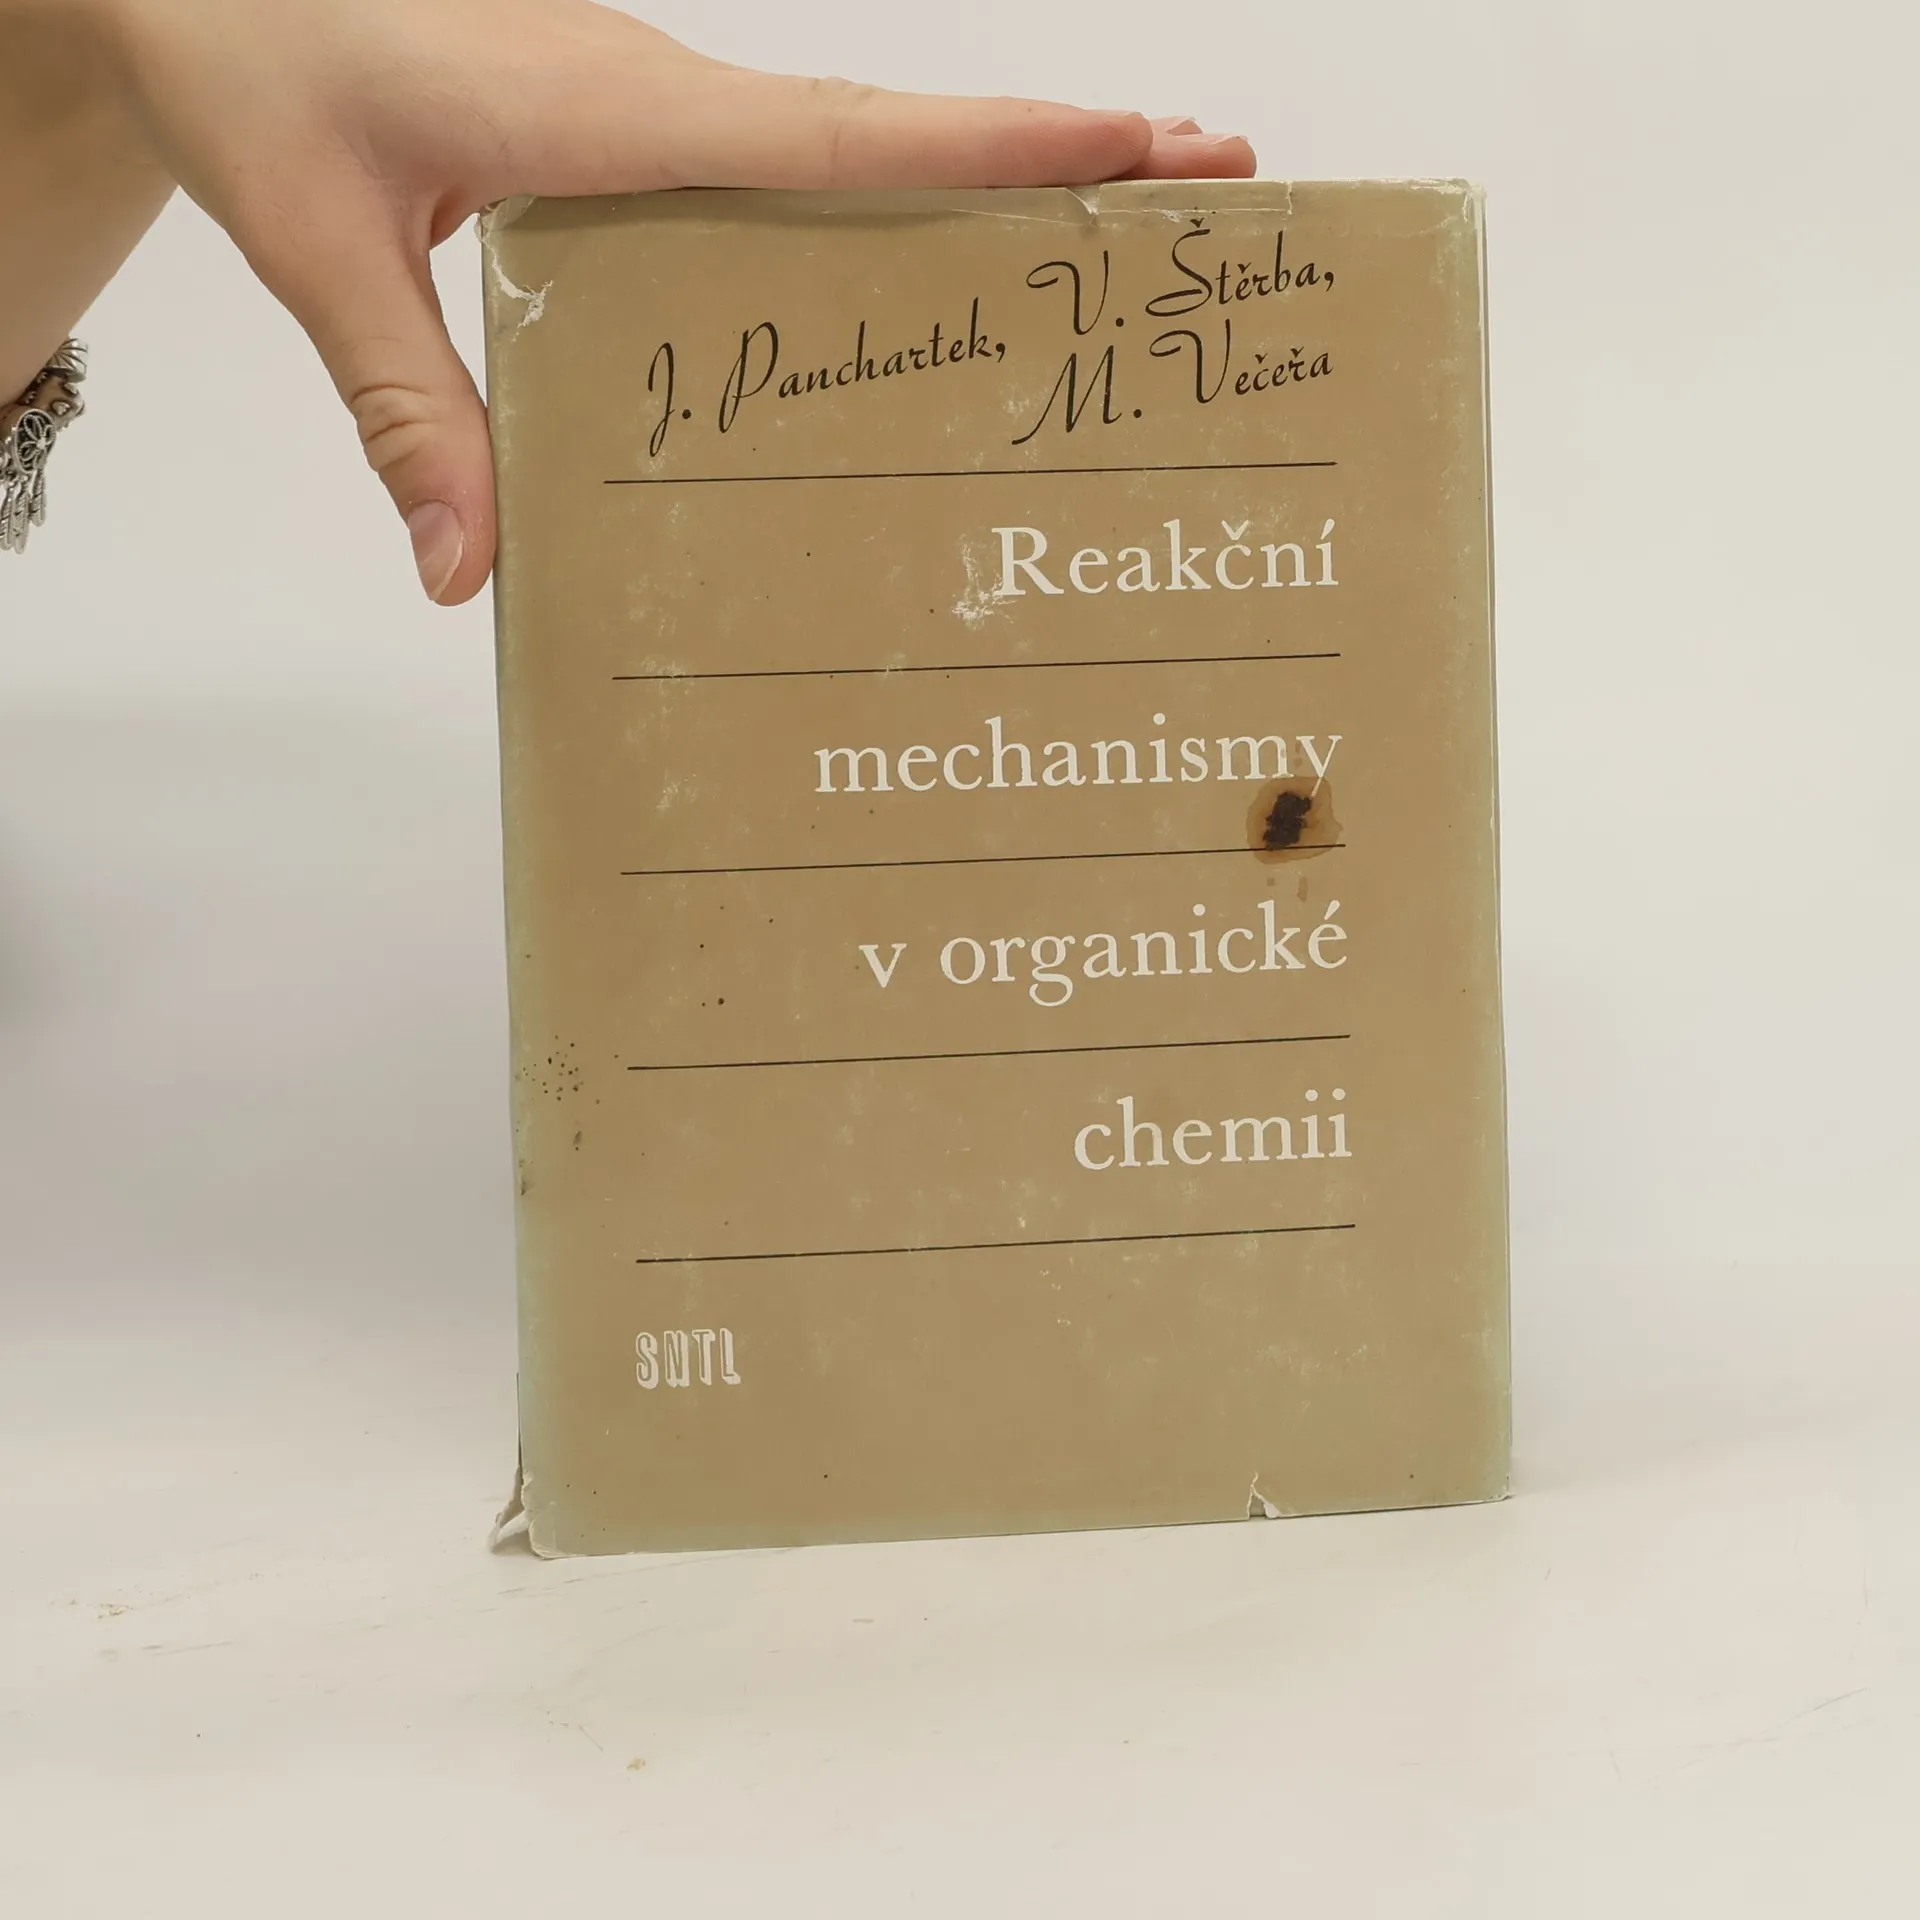 J. Panchartek, V. Štěrba,
M. Večeřa
Reakční
mechanismy
v organické
chemii
SNTL